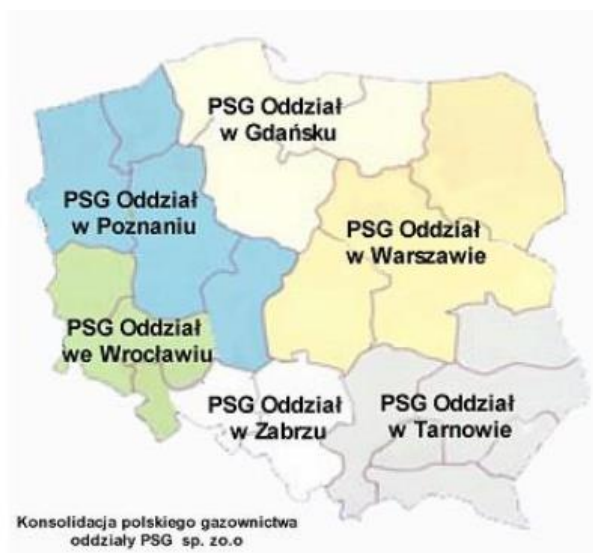 PSG Oddział
w Gdańsku
PSG Oddział
w Poznaniu
PSG Oddział
w Warszawie
PSG Oddział
we Wrocławiu
PSG Oddział
w Zabrzu
PSG Oddział
w Tarnowie
Konsolidacja polskiego gazownictwa
oddziały PSG sp. zo.o